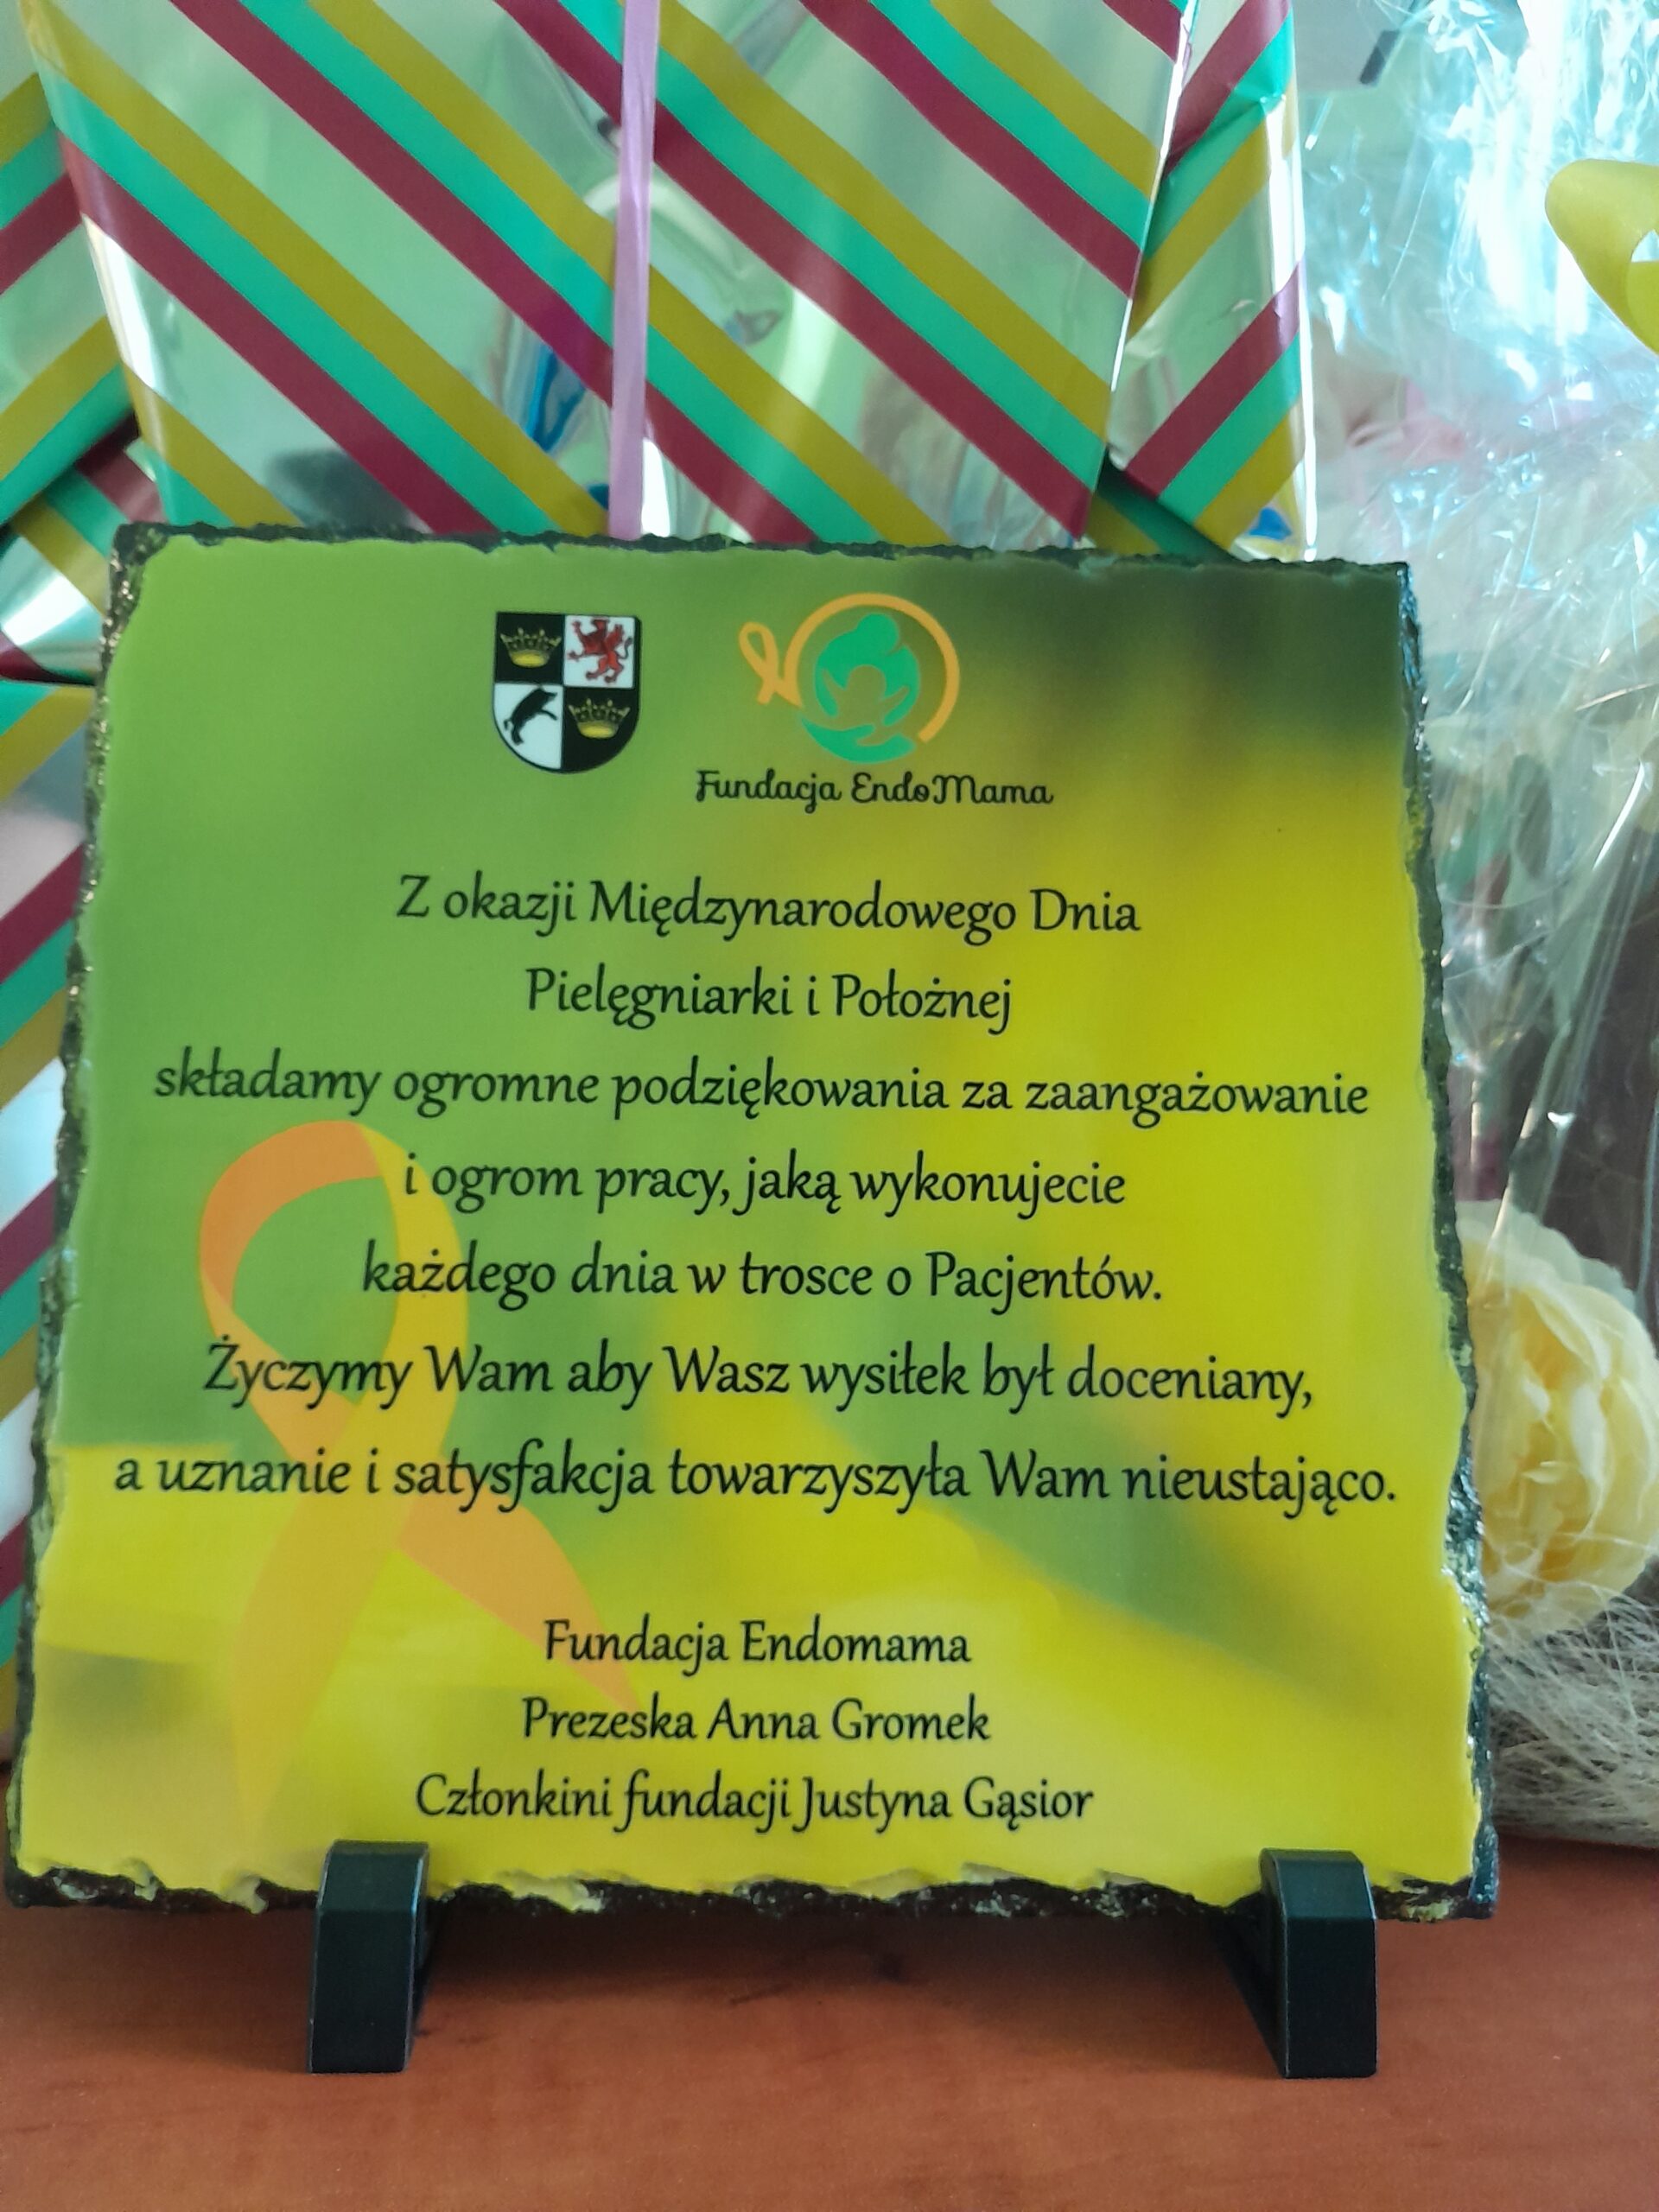 Fundacja EndoMama
Z okazji Międzynarodowego Dnia
Pielęgniarki i Położnej
składamy ogromne podziękowania za zaangażowanie
i ogrom pracy, jaką wykonujecie
każdego dnia w trosce o Pacjentów.
Życzymy Wam aby Wasz wysiłek był doceniany,
a uznanie i satysfakcja towarzyszyła Wam nieustająco.
Fundacja Endomama
Prezeska Anna Gromek
Członkini fundacji Justyna Gąsior